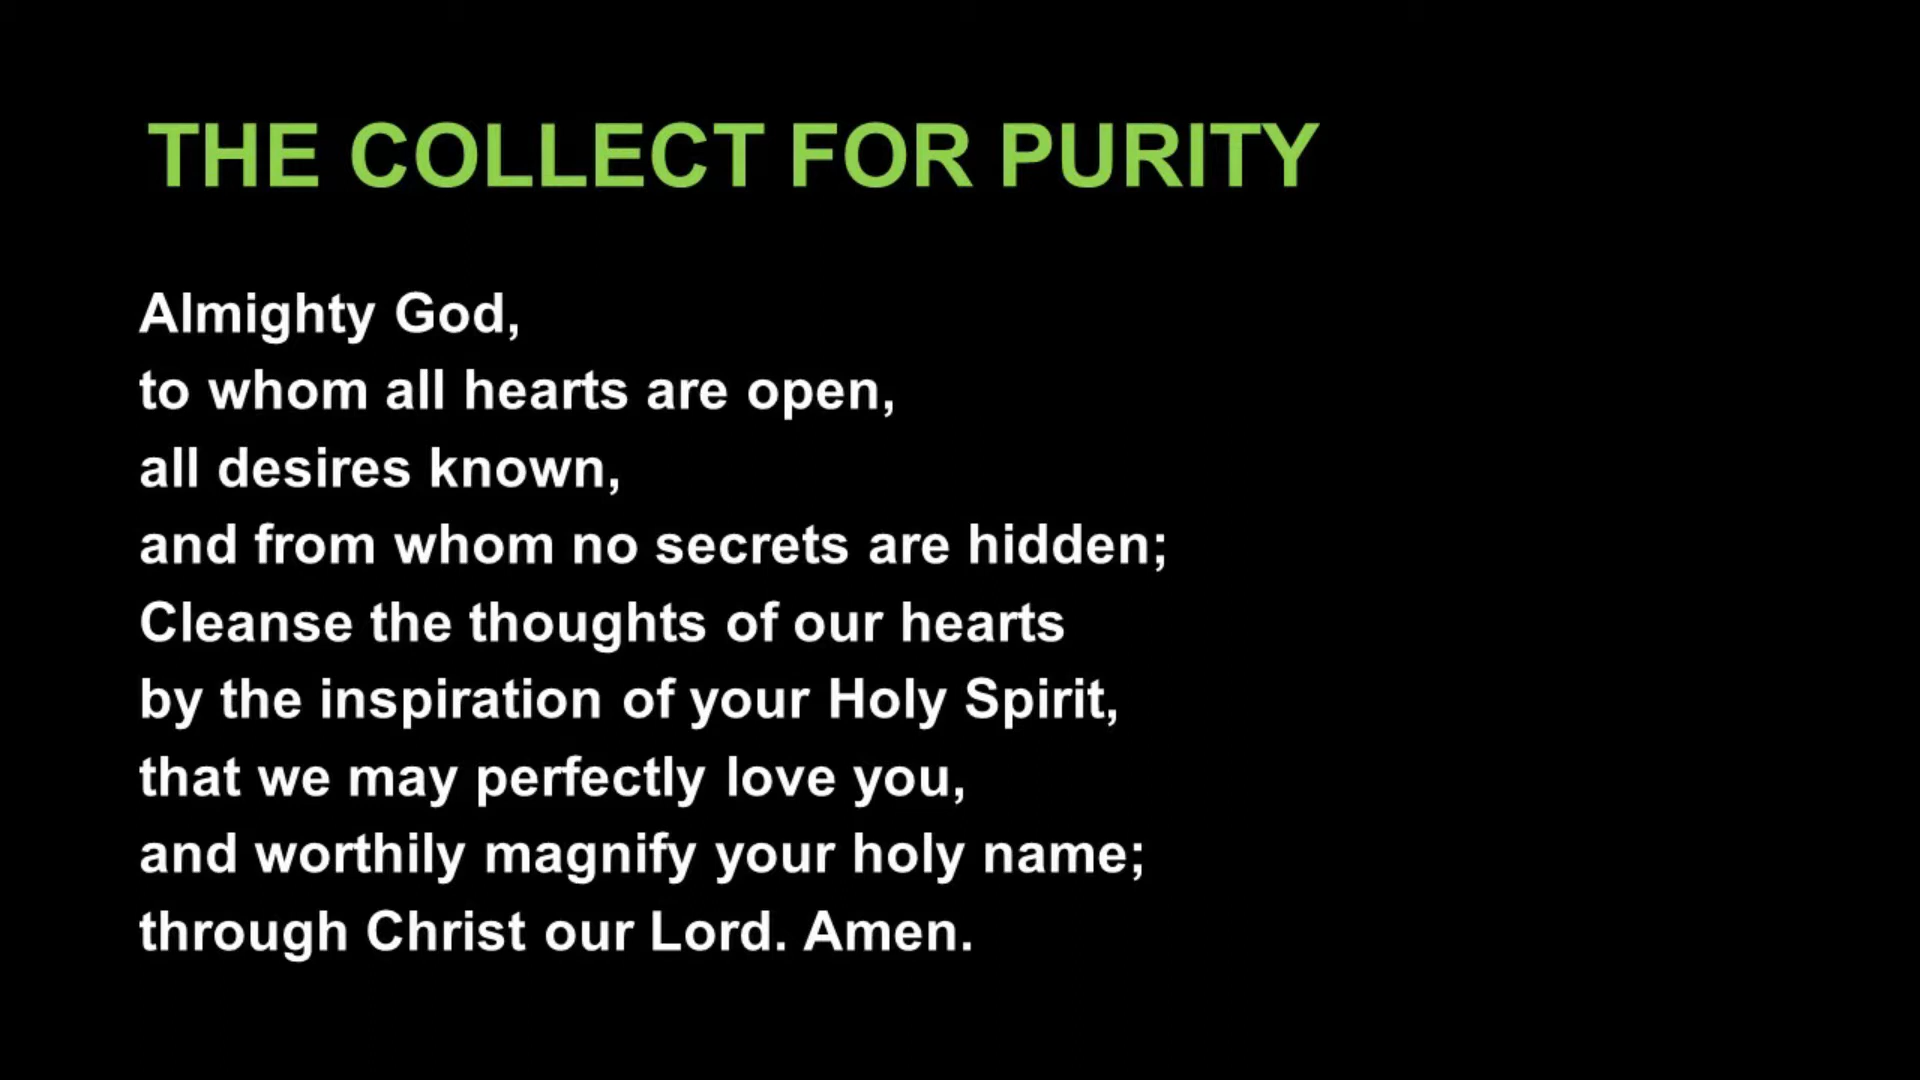 THE COLLECT FOR PURITY
Almighty God,
to whom all hearts are open,
all desires known,
and from whom no secrets are hidden;
Cleanse the thoughts of our hearts
by the inspiration of your Holy Spirit,
that we may perfectly love you,
and worthily magnify your holy name;
through Christ our Lord. Amen.